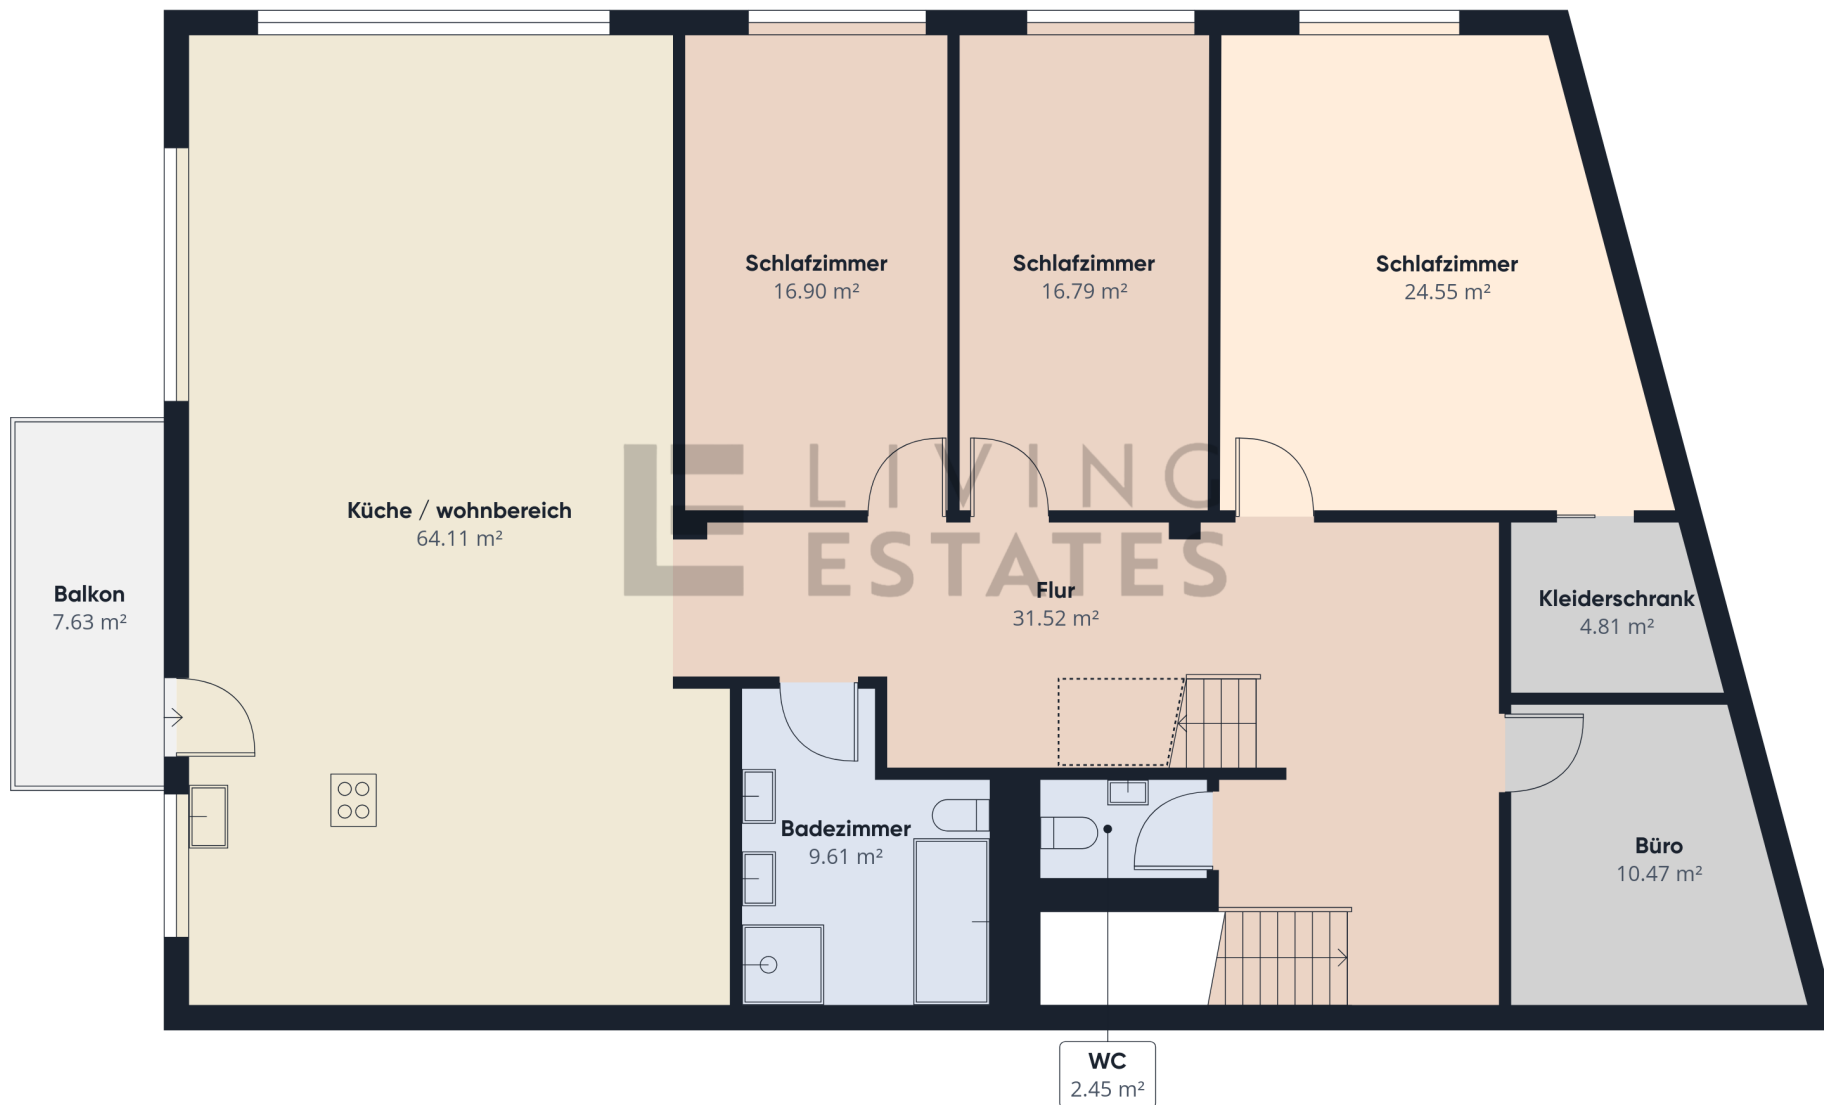 Schlafzimmer
16.90 m²
Schlafzimmer
16.79 m²
Schlafzimmer
24.55 m²
LIVING
ESTATES
Küche / wohnbereich
64.11 m²
Balkon
7.63 m²
Flur
31.52 m²
Kleiderschrank
4.81 m²
Badezimmer
9.61 m²
Büro
10.47 m²
WC
2.45 m²